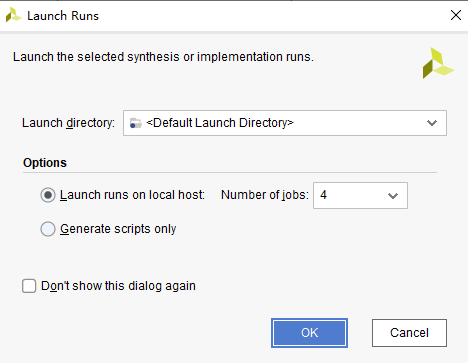 Launch Runs
Launch the selected synthesis or implementation runs.
Launch directory: <Default Launch Directory>
Options
Launch runs on local host: Number of jobs: 4
Generate scripts only
Don't show this dialog again
OK Cancel